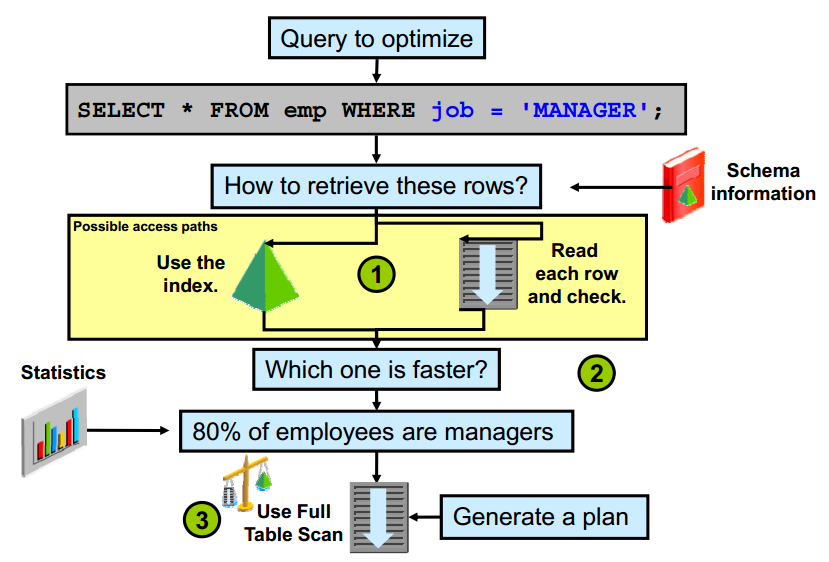 Query to optimize
SELECT * FROM emp WHERE job = 'MANAGER';
How to retrieve these rows?
Schema
information
Possible access paths
Use the
index.
1
Read
each row
and check.
Which one is faster?
2
Statistics
80% of employees are managers
3
Use Full
Table Scan
Generate a plan